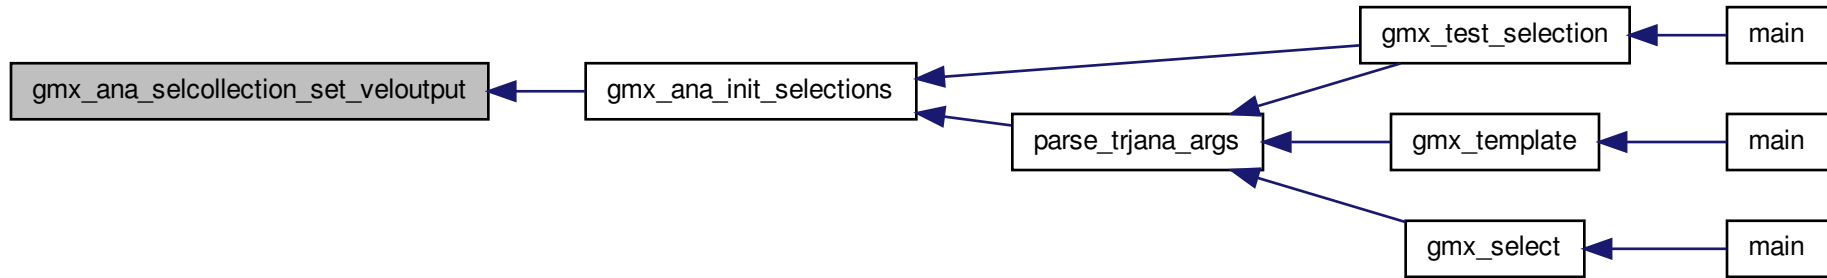 gmx_ana_selcollection_set_veloutput
gmx_ana_init_selections
gmx_test_selection
main
parse_trjana_args
gmx_template
main
gmx_select
main